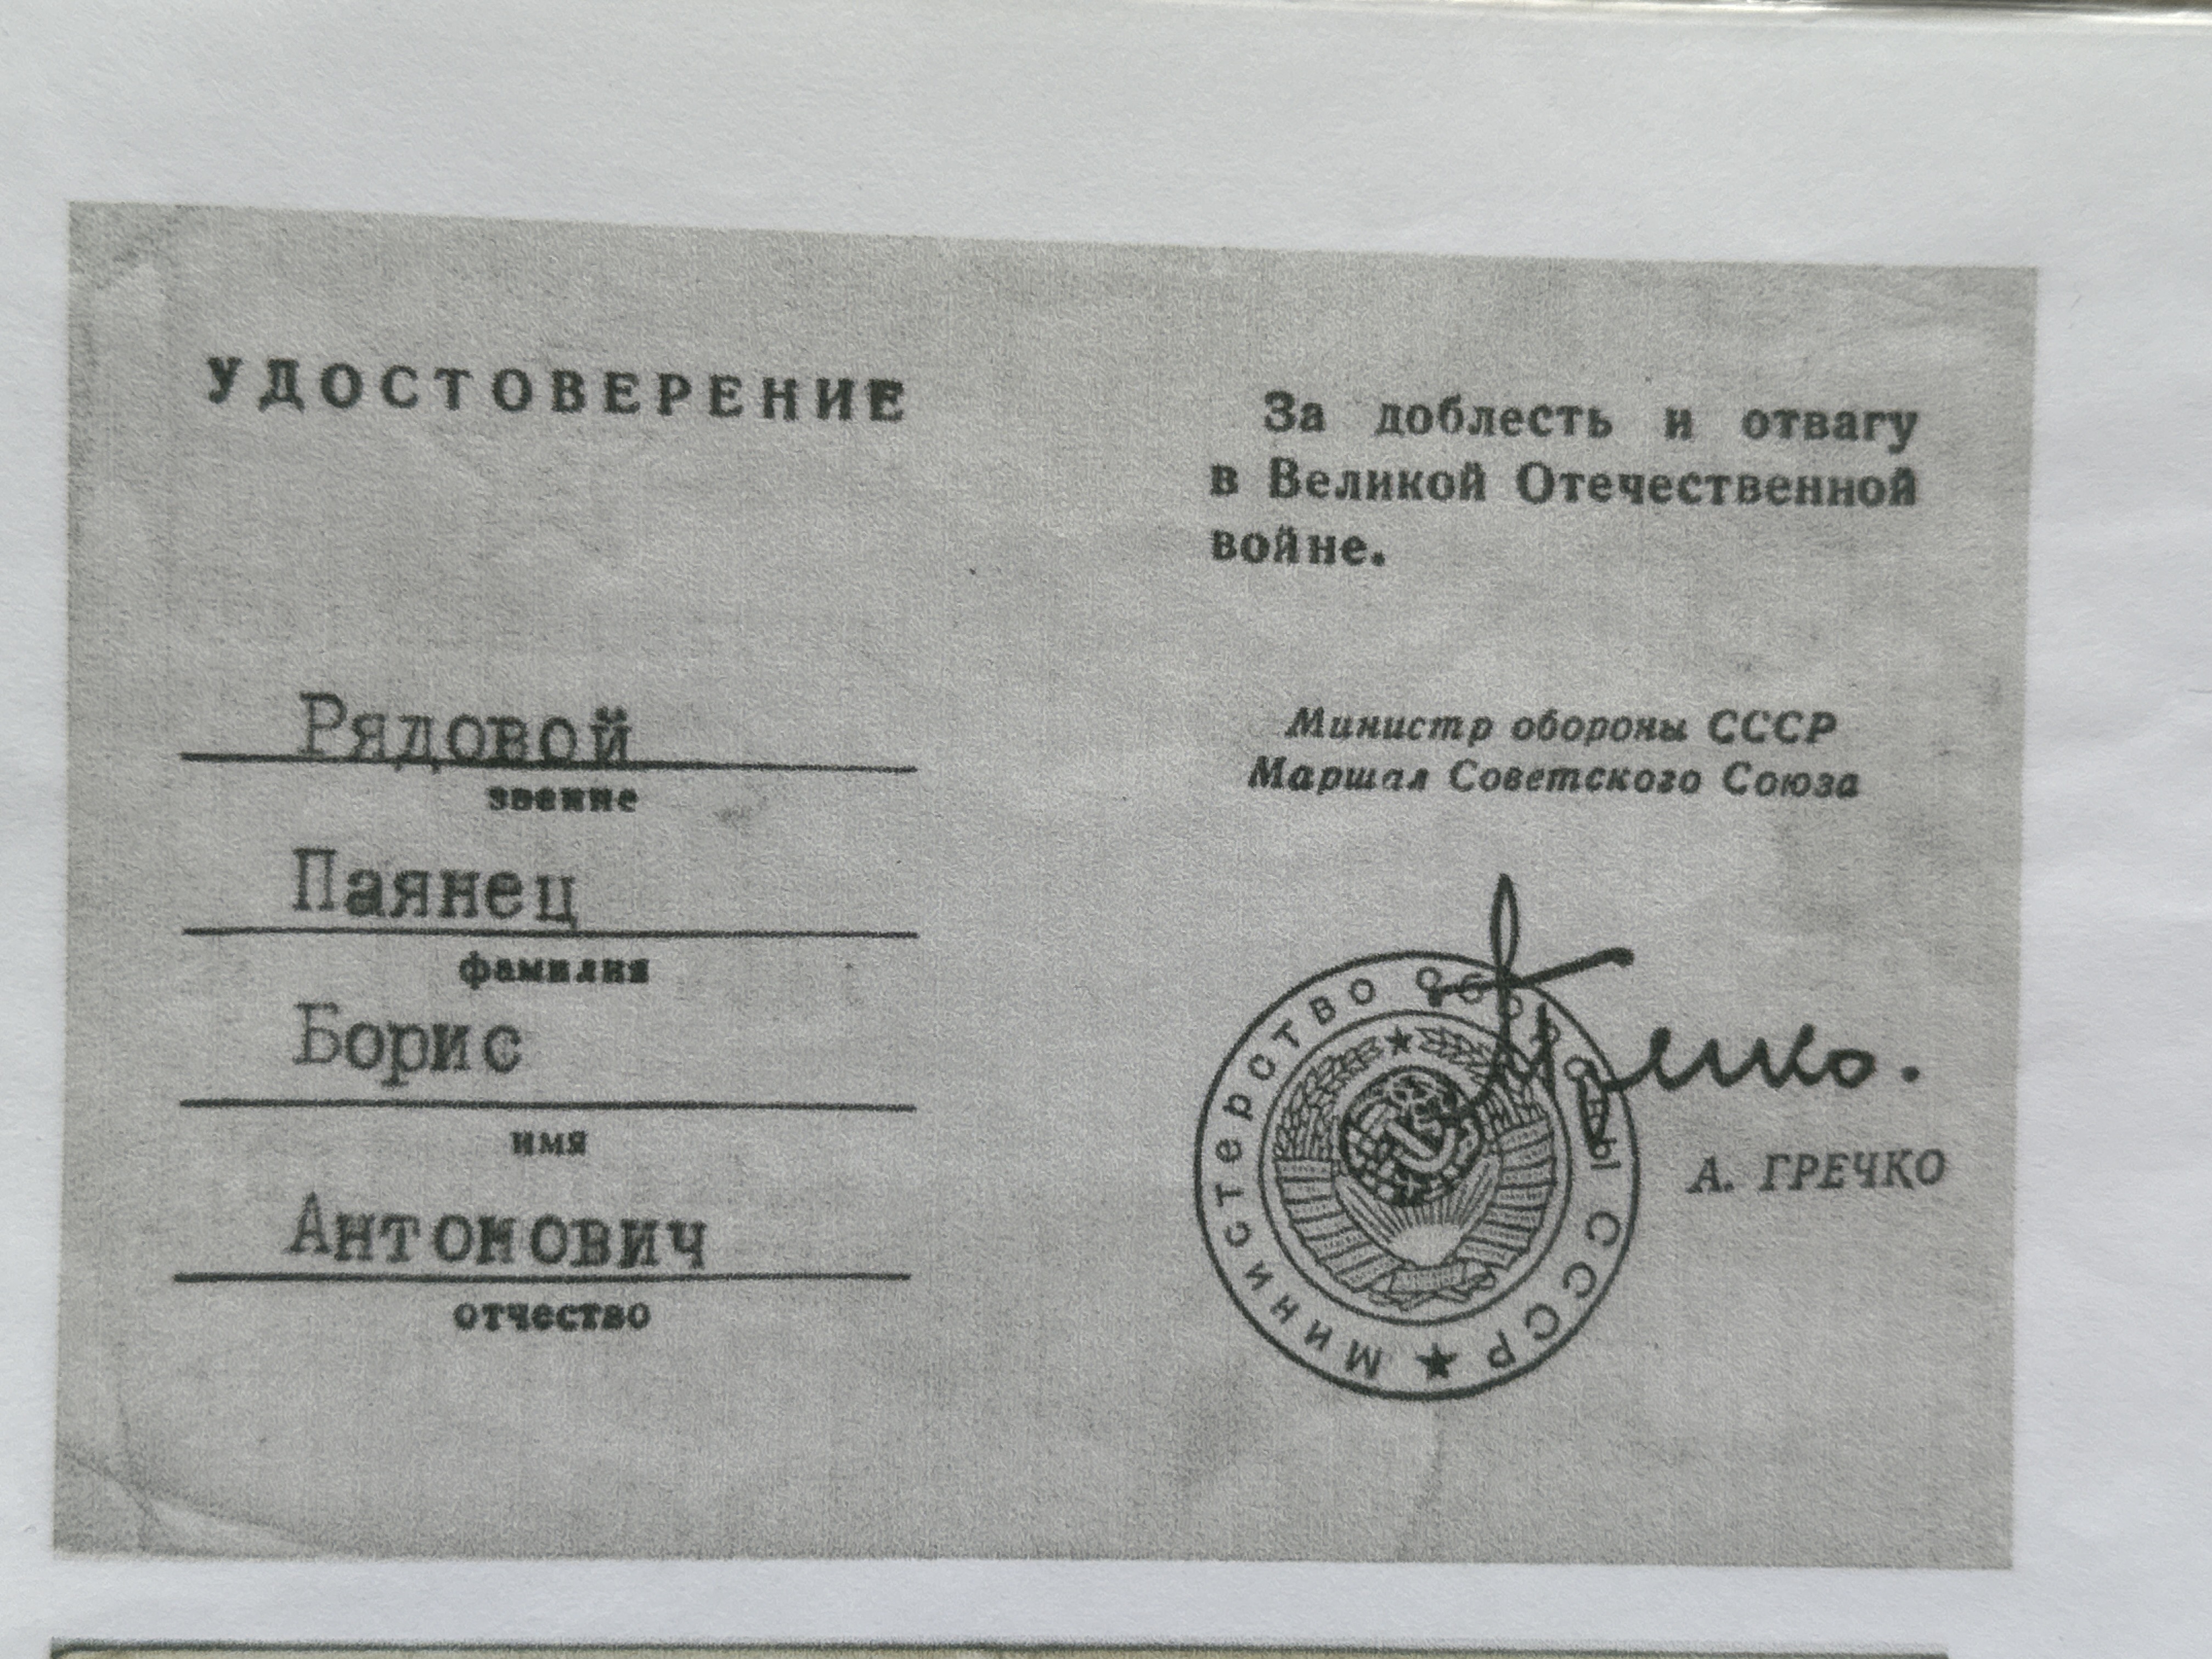 УДОСТОВЕРЕНИЕ
Рядовой
звание
Паянец
фамилия
Борис
имя
Антонович
отчество
За доблесть и отвагу
в Великой Отечественной
войне.
Министр обороны СССР
Маршал Советского Союза
Гречко.
А. ГРЕЧКО
Министерство обороны СССР ★